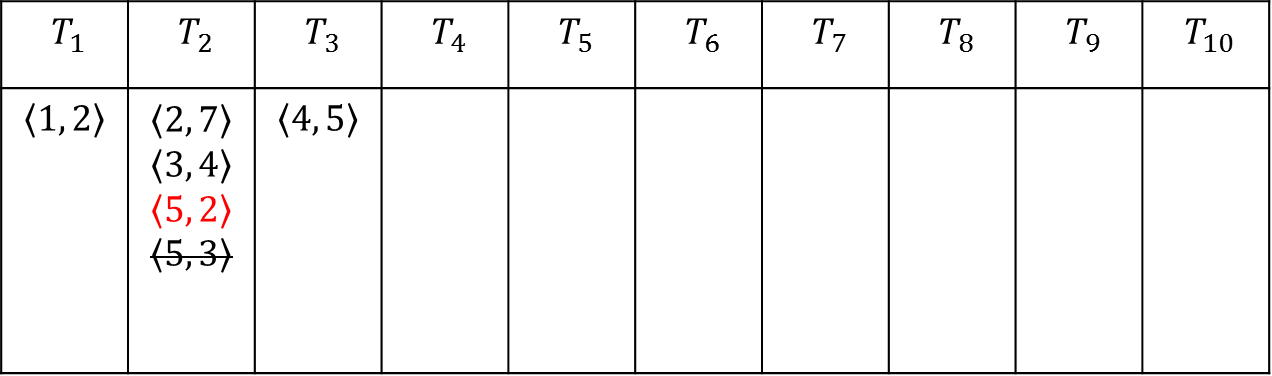 T₁ T₂ T₃ T₄ T₅ T₆ T₇ T₈ T₉ T₁₀
⟨1, 2⟩ ⟨2, 7⟩ ⟨4, 5⟩
⟨3, 4⟩
⟨5, 2⟩
⟨5, 3⟩